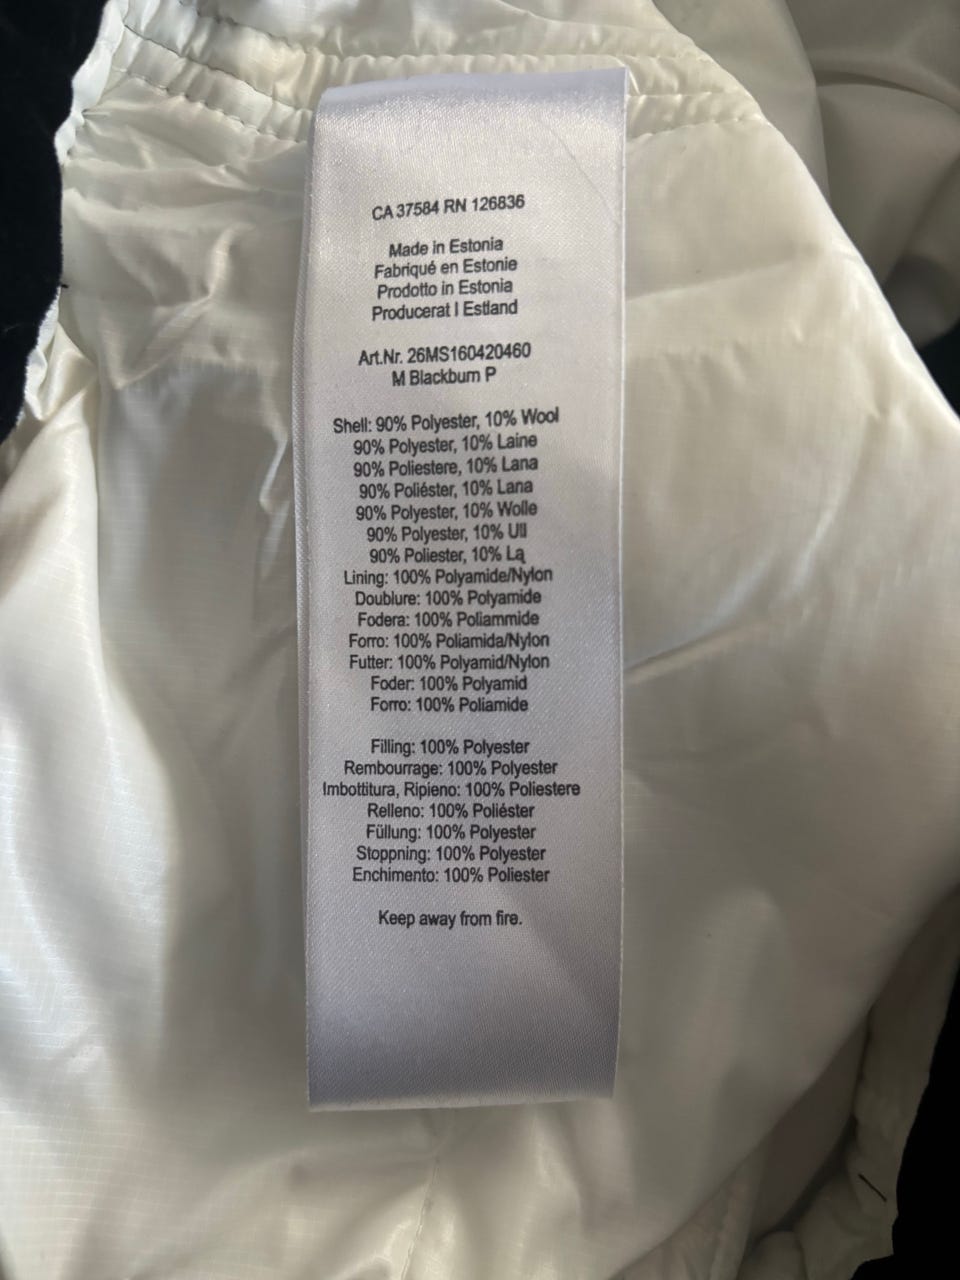 CA 37584 RN 126836
Made in Estonia
Fabriqué en Estonie
Prodotto in Estonia
Producerat I Estland
Art.Nr. 26MS160420460
M Blackburn P
Shell: 90% Polyester, 10% Wool
90% Polyester, 10% Laine
90% Poliestere, 10% Lana
90% Poliéster, 10% Lana
90% Polyester, 10% Wolle
90% Polyester, 10% Ull
90% Poliester, 10% Lą
Lining: 100% Polyamide/Nylon
Doublure: 100% Polyamide
Fodera: 100% Poliammide
Forro: 100% Poliamida/Nylon
Futter: 100% Polyamid/Nylon
Foder: 100% Polyamid
Forro: 100% Poliamide
Filling: 100% Polyester
Rembourrage: 100% Polyester
Imbottitura, Ripieno: 100% Poliestere
Relleno: 100% Poliéster
Füllung: 100% Polyester
Stoppning: 100% Polyester
Enchimento: 100% Poliester
Keep away from fire.